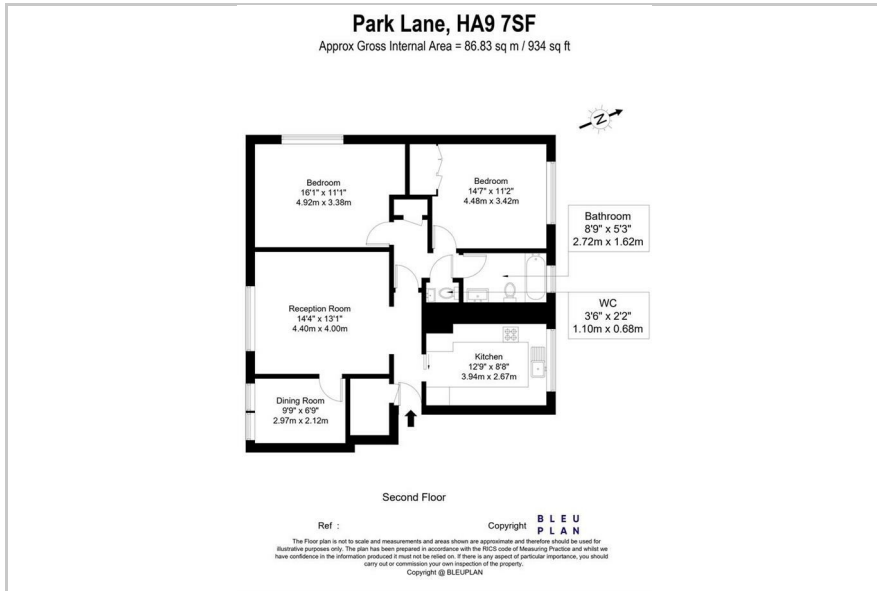 Park Lane, HA9 7SF
Approx Gross Internal Area = 86.83 sq m / 934 sq ft
N
Bedroom
16'1" x 11'1"
4.92m x 3.38m
Bedroom
14'7" x 11'2"
4.48m x 3.42m
Bathroom
8'9" x 5'3"
2.72m x 1.62m
WC
3'6" x 2'2"
1.10m x 0.68m
Reception Room
14'4" x 13'1"
4.40m x 4.00m
Kitchen
12'9" x 8'8"
3.94m x 2.67m
Dining Room
9'9" x 6'9"
2.97m x 2.12m
Second Floor
Ref :
Copyright
BLEU
PLAN
The Floor plan is not to scale and measurements and areas shown are approximate and therefore should be used for
illustrative purposes only. The plan has been prepared in accordance with the RICS code of Measuring Practice and whilst we
have confidence in the information produced it must not be relied on. If there is any aspect of particular importance, you should
carry out or commission your own inspection of the property.
Copyright @ BLEUPLAN